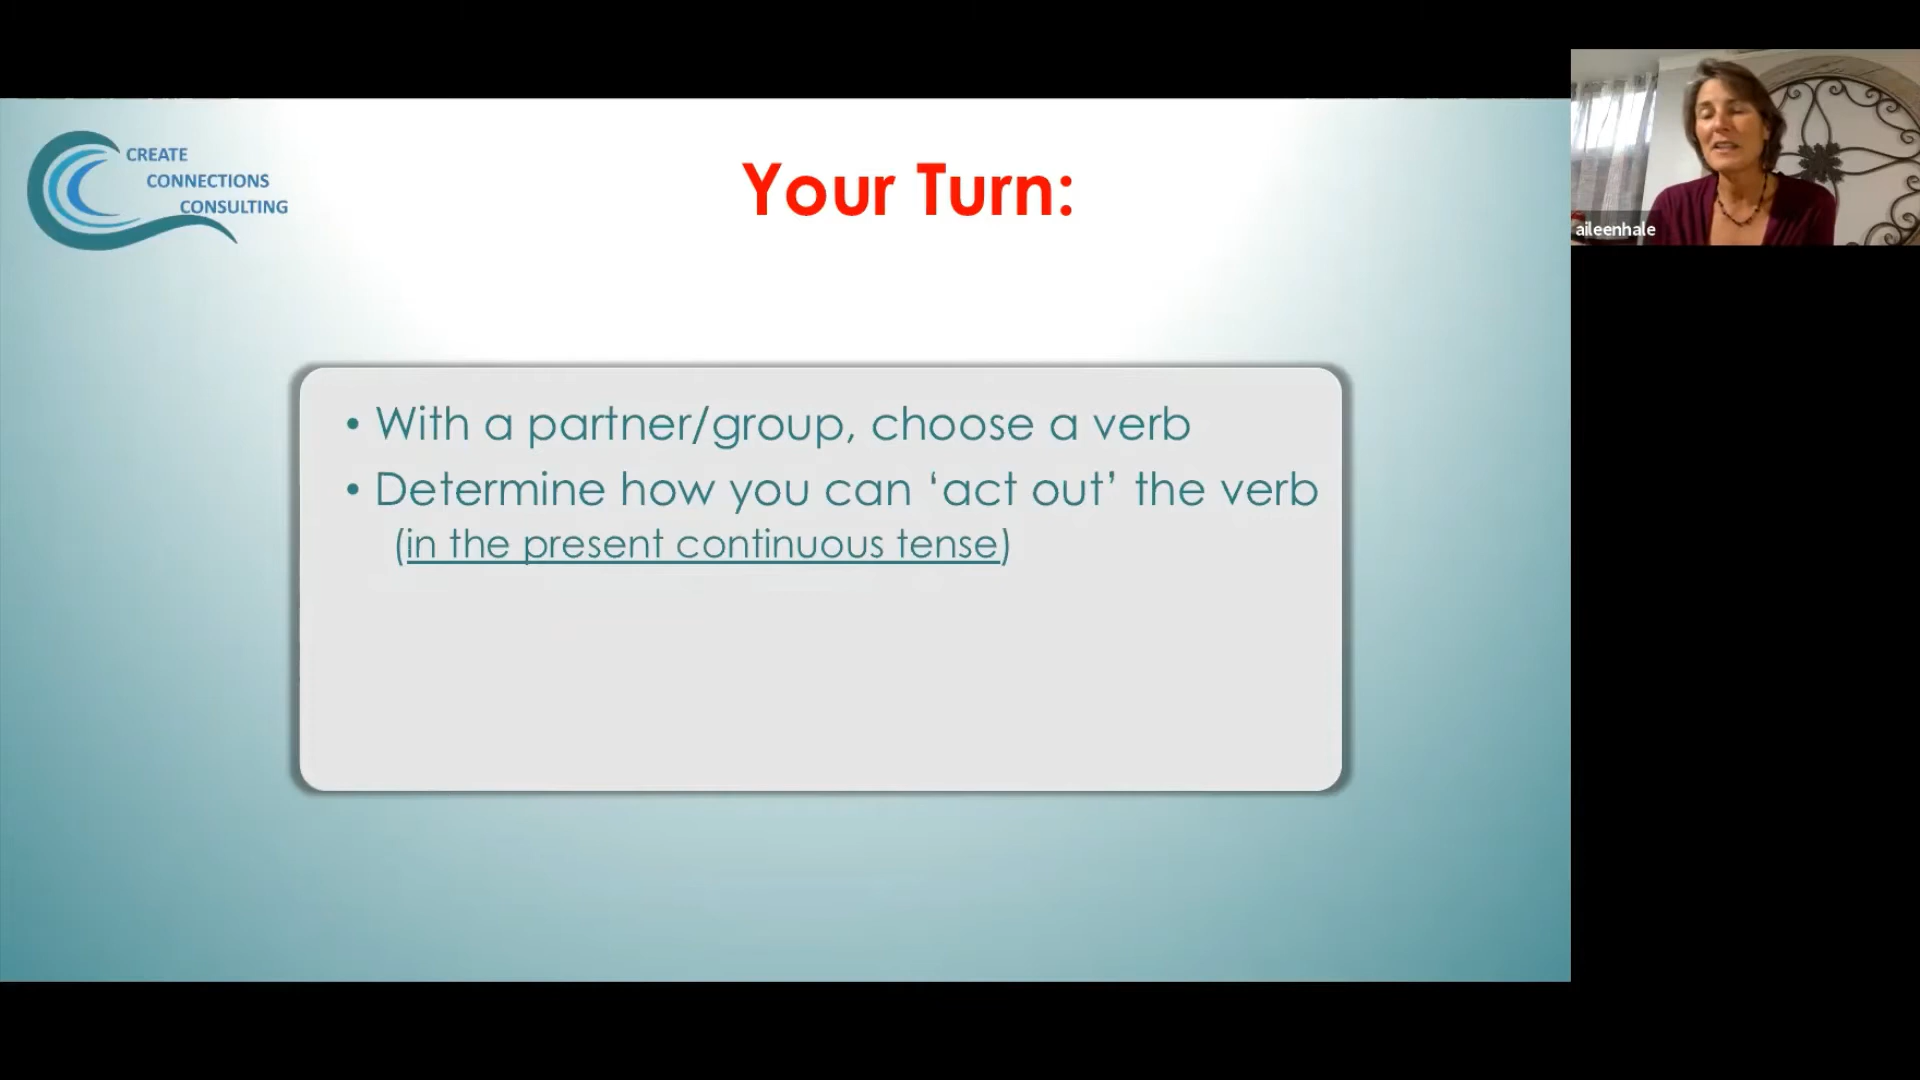 CREATE
CONNECTIONS
CONSULTING
Your Turn:
• With a partner/group, choose a verb
• Determine how you can ‘act out’ the verb
(in the present continuous tense)
aileenhale